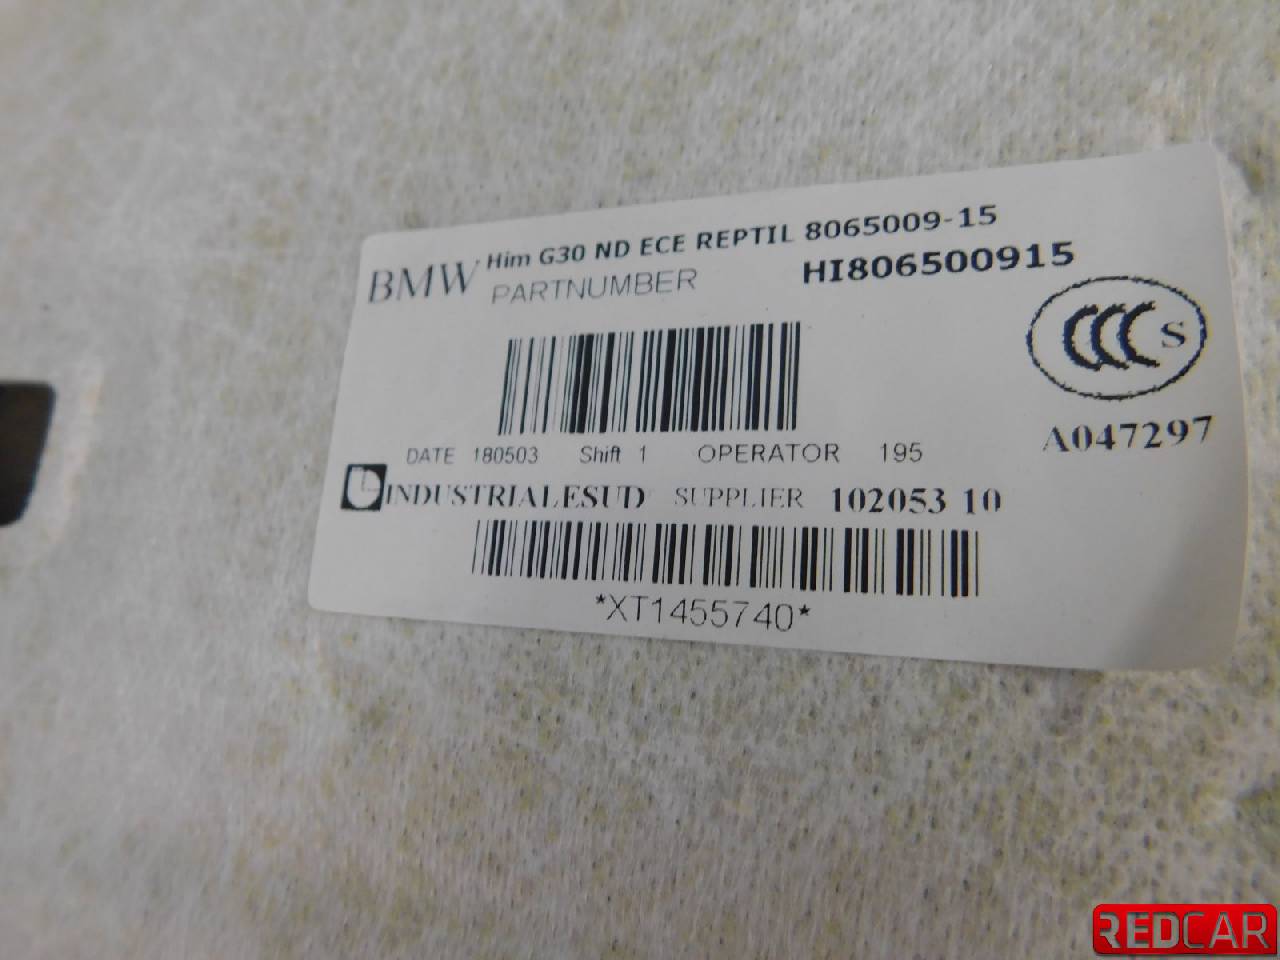 Him G30 ND ECE REPTIL 8065009-15
BMW PARTNUMBER HI806500915
CCC S
A047297
DATE 180503 Shift 1 OPERATOR 195
INDUSTRIALESUD SUPPLIER 102053 10
*XT1455740*
REDCAR